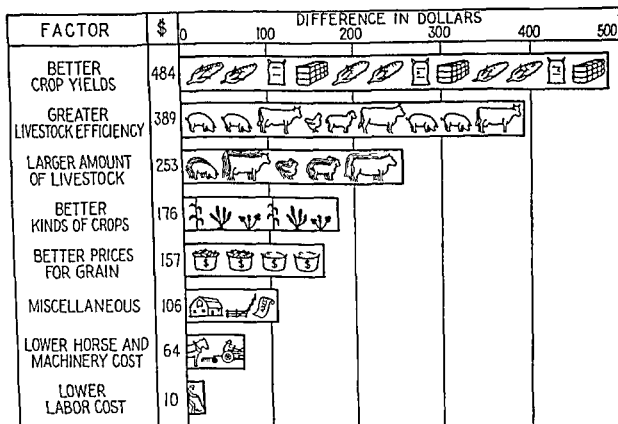 FACTOR
$
DIFFERENCE IN DOLLARS
0 100 200 300 400 500
BETTER
CROP YIELDS
484
GREATER
LIVESTOCK EFFICIENCY
389
LARGER AMOUNT
OF LIVESTOCK
253
BETTER
KINDS OF CROPS
176
BETTER PRICES
FOR GRAIN
157
$ $ $ $
MISCELLANEOUS
106
LOWER HORSE AND
MACHINERY COST
64
LOWER
LABOR COST
10